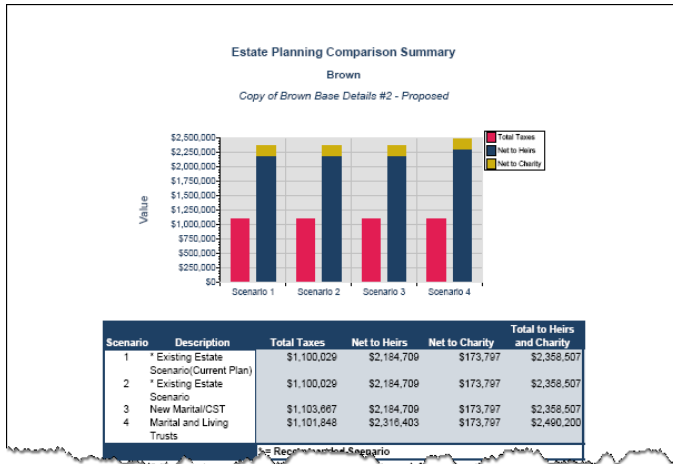 Estate Planning Comparison Summary
Brown
Copy of Brown Base Details #2 - Proposed
$2,500,000
$2,250,000
$2,000,000
$1,750,000
$1,500,000
$1,250,000
$1,000,000
$750,000
$500,000
$250,000
$0
Value
Scenario 1 Scenario 2 Scenario 3 Scenario 4
Total Taxes
Net to Heirs
Net to Charity
Scenario Description Total Taxes Net to Heirs Net to Charity Total to Heirs and Charity
1 * Existing Estate Scenario(Current Plan) $1,100,029 $2,184,709 $173,797 $2,358,507
2 * Existing Estate Scenario $1,100,029 $2,184,709 $173,797 $2,358,507
3 New Marital/CST $1,103,667 $2,184,709 $173,797 $2,358,507
4 Marital and Living Trusts $1,101,848 $2,316,403 $173,797 $2,490,200
= Recommended Scenario